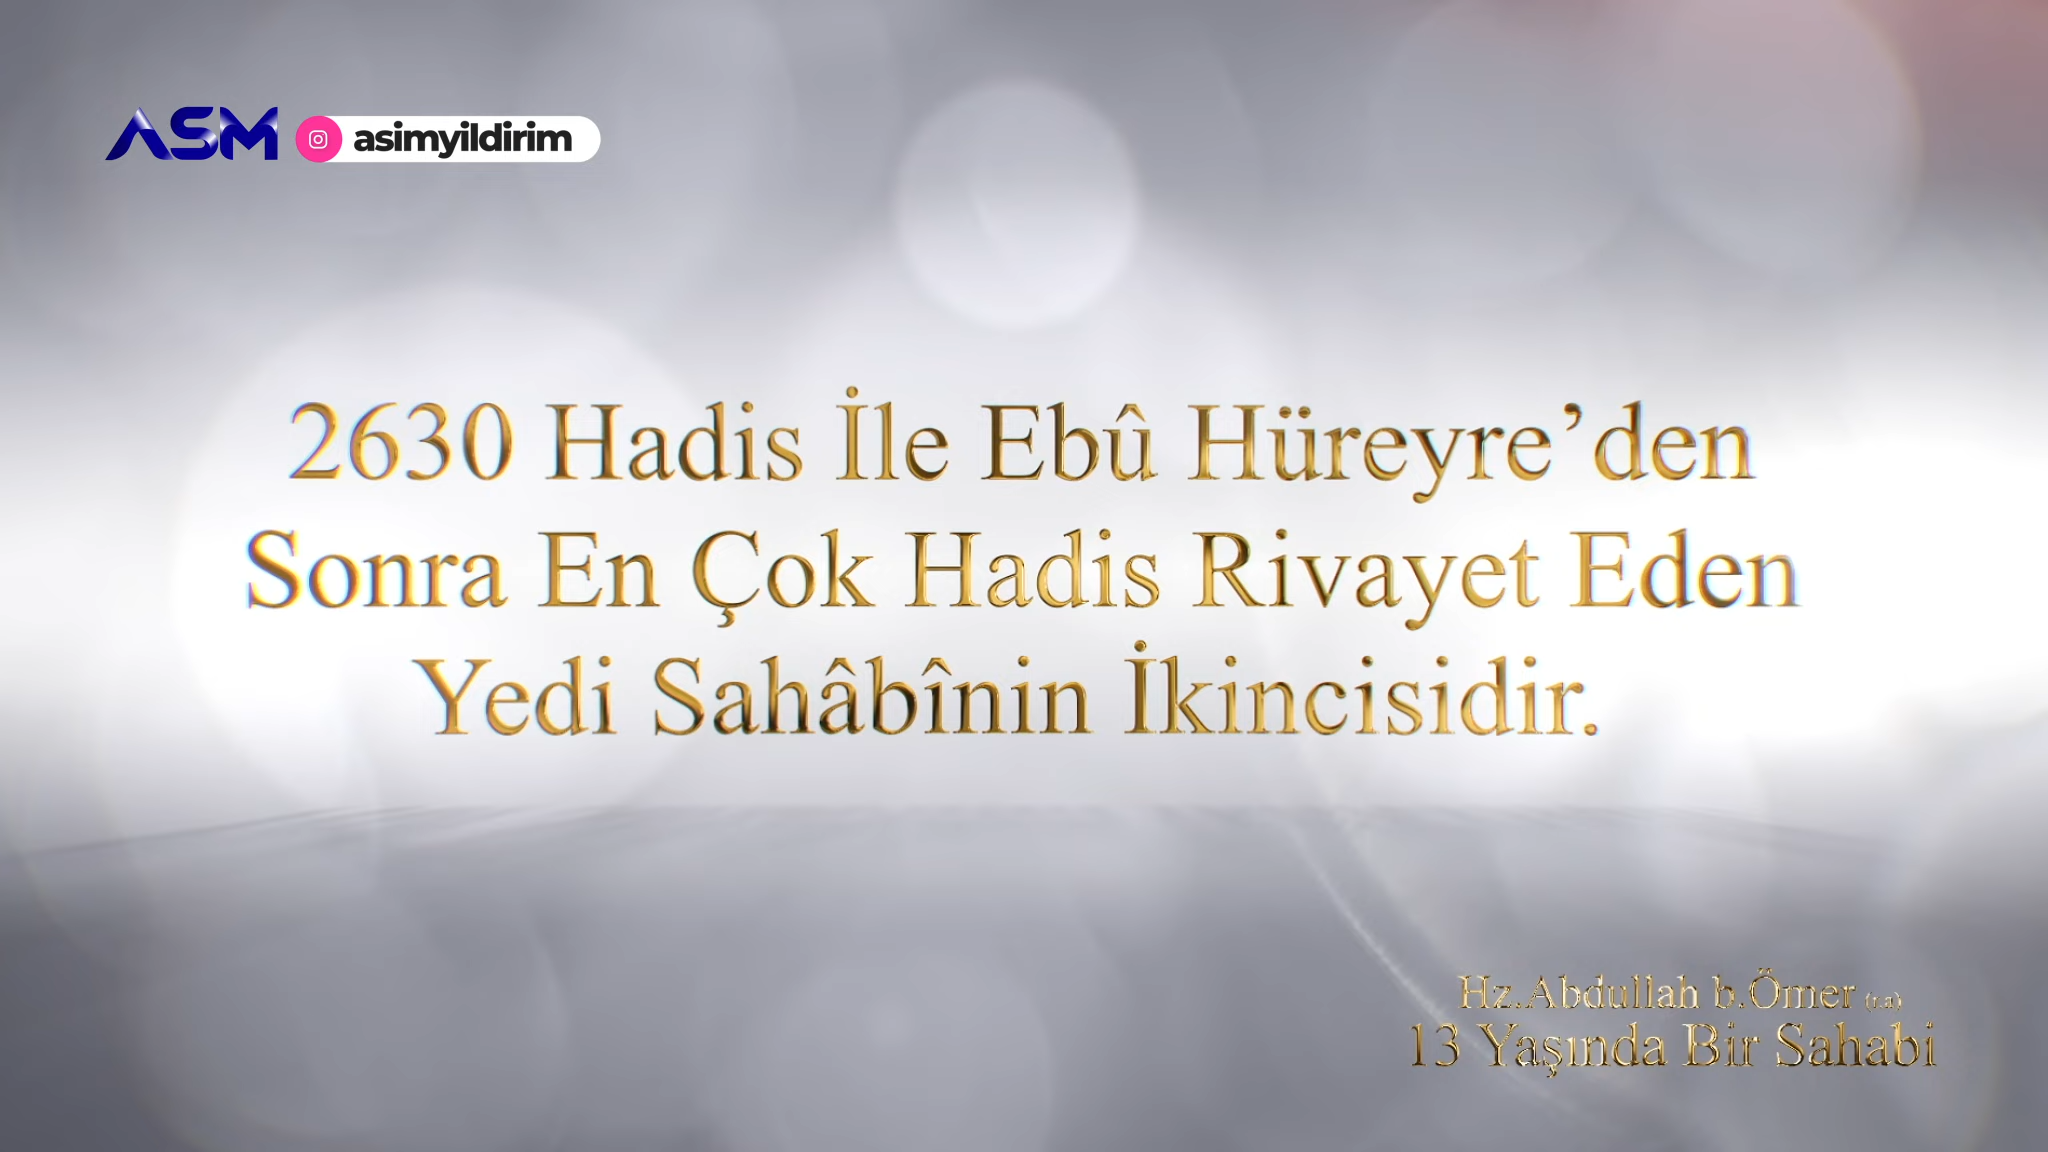 ASM asimyildirim
2630 Hadis İle Ebû Hüreyre’den
Sonra En Çok Hadis Rivayet Eden
Yedi Sahâbînin İkincisidir.
Hz.Abdullah b.Ömer (r.a)
13 Yaşında Bir Sahabi